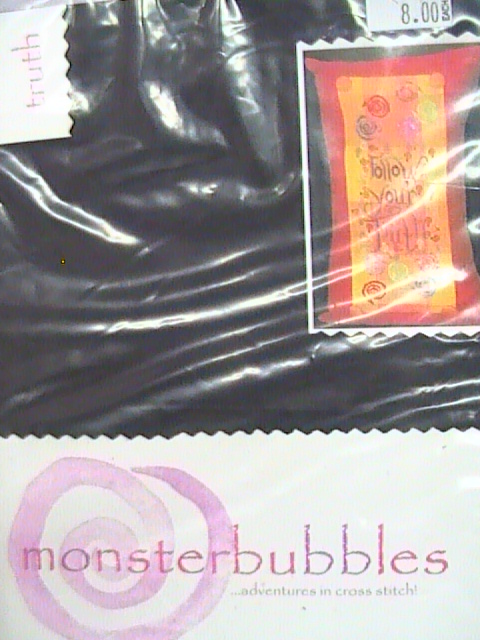 truth
8.00
follow
your
truth
monsterbubbles
...adventures in cross stitch!